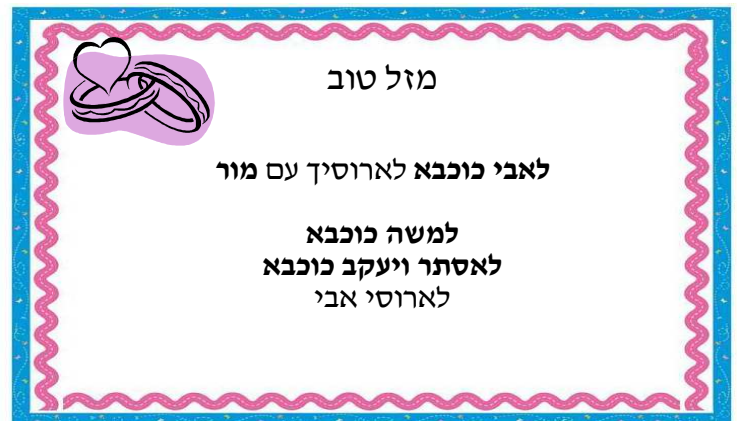 מזל טוב
לאבי כוכבא לארוסיך עם מור
למשה כוכבא
לאסתר ויעקב כוכבא
לארוסי אבי